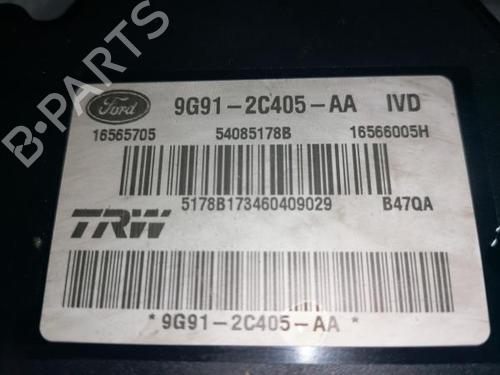 Ford 9G91-2C405-AA IVD
16565705 54085178B 16566005H
5178B173460409029 B47QA
TRW
*9G91-2C405-AA*
B-PARTS